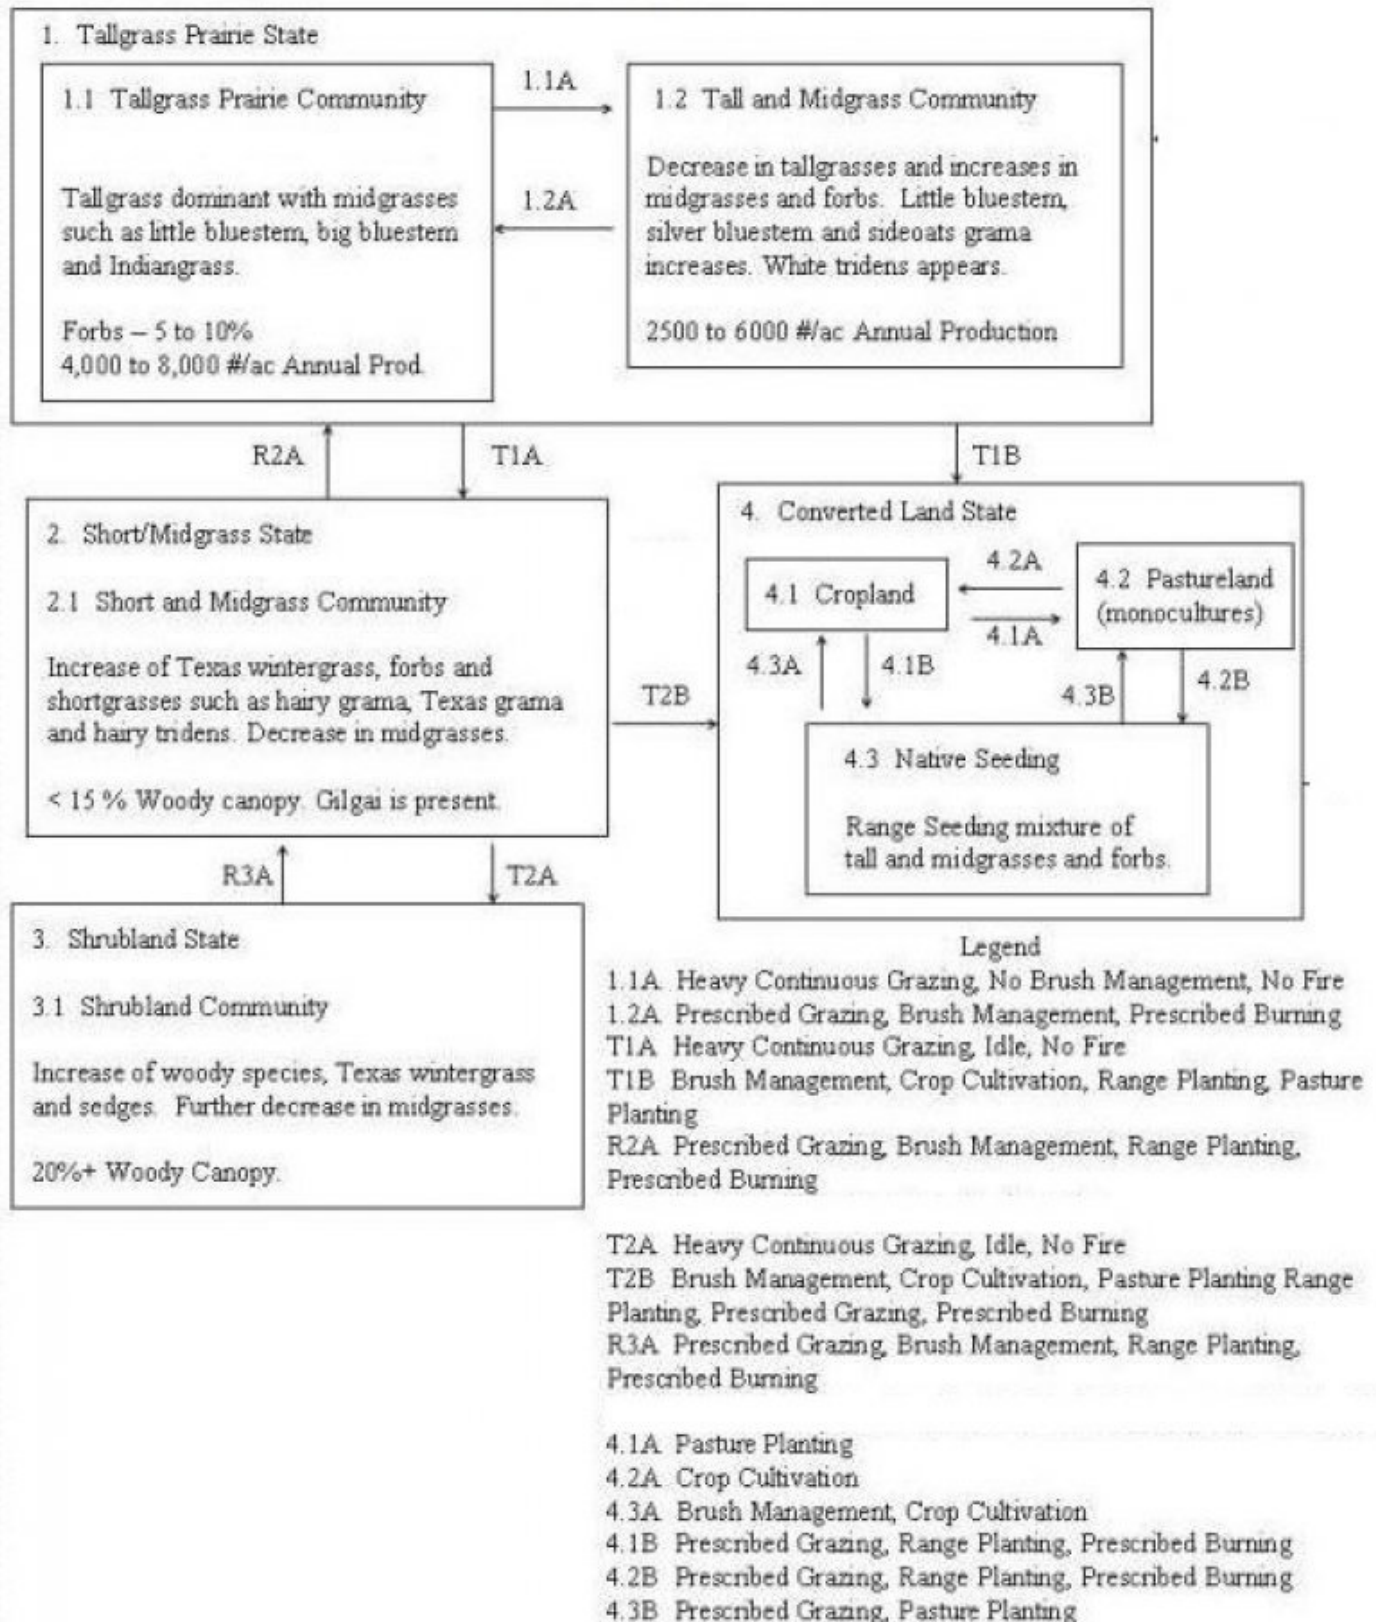 1. Tallgrass Prairie State
1.1 Tallgrass Prairie Community
Tallgrass dominant with midgrasses
such as little bluestem, big bluestem
and Indiangrass.
Forbs – 5 to 10%
4,000 to 8,000 #/ac Annual Prod.
1.1A
1.2A
1.2 Tall and Midgrass Community
Decrease in tallgrasses and increases in
midgrasses and forbs. Little bluestem,
silver bluestem and sideoats grama
increases. White tridens appears.
2500 to 6000 #/ac Annual Production
R2A
T1A
T1B
2. Short/Midgrass State
2.1 Short and Midgrass Community
Increase of Texas wintergrass, forbs and
shortgrasses such as hairy grama, Texas grama
and hairy tridens. Decrease in midgrasses.
< 15 % Woody canopy. Gilgai is present.
T2B
4. Converted Land State
4.1 Cropland
4.2A
4.1A
4.2 Pastureland
(monocultures)
4.3A
4.1B
4.3B
4.2B
4.3 Native Seeding
Range Seeding mixture of
tall and midgrasses and forbs.
R3A
T2A
3. Shrubland State
3.1 Shrubland Community
Increase of woody species, Texas wintergrass
and sedges. Further decrease in midgrasses.
20%+ Woody Canopy.
Legend
1.1A Heavy Continuous Grazing, No Brush Management, No Fire
1.2A Prescribed Grazing, Brush Management, Prescribed Burning
T1A Heavy Continuous Grazing, Idle, No Fire
T1B Brush Management, Crop Cultivation, Range Planting, Pasture
Planting
R2A Prescribed Grazing, Brush Management, Range Planting,
Prescribed Burning
T2A Heavy Continuous Grazing, Idle, No Fire
T2B Brush Management, Crop Cultivation, Pasture Planting Range
Planting, Prescribed Grazing, Prescribed Burning
R3A Prescribed Grazing, Brush Management, Range Planting,
Prescribed Burning
4.1A Pasture Planting
4.2A Crop Cultivation
4.3A Brush Management, Crop Cultivation
4.1B Prescribed Grazing, Range Planting, Prescribed Burning
4.2B Prescribed Grazing, Range Planting, Prescribed Burning
4.3B Prescribed Grazing, Pasture Planting